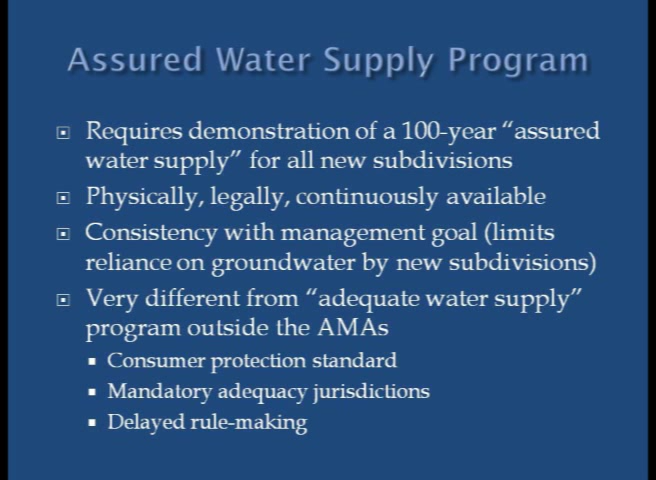 Assured Water Supply Program
Requires demonstration of a 100-year “assured
water supply” for all new subdivisions
Physically, legally, continuously available
Consistency with management goal (limits
reliance on groundwater by new subdivisions)
Very different from “adequate water supply”
program outside the AMAs
Consumer protection standard
Mandatory adequacy jurisdictions
Delayed rule-making